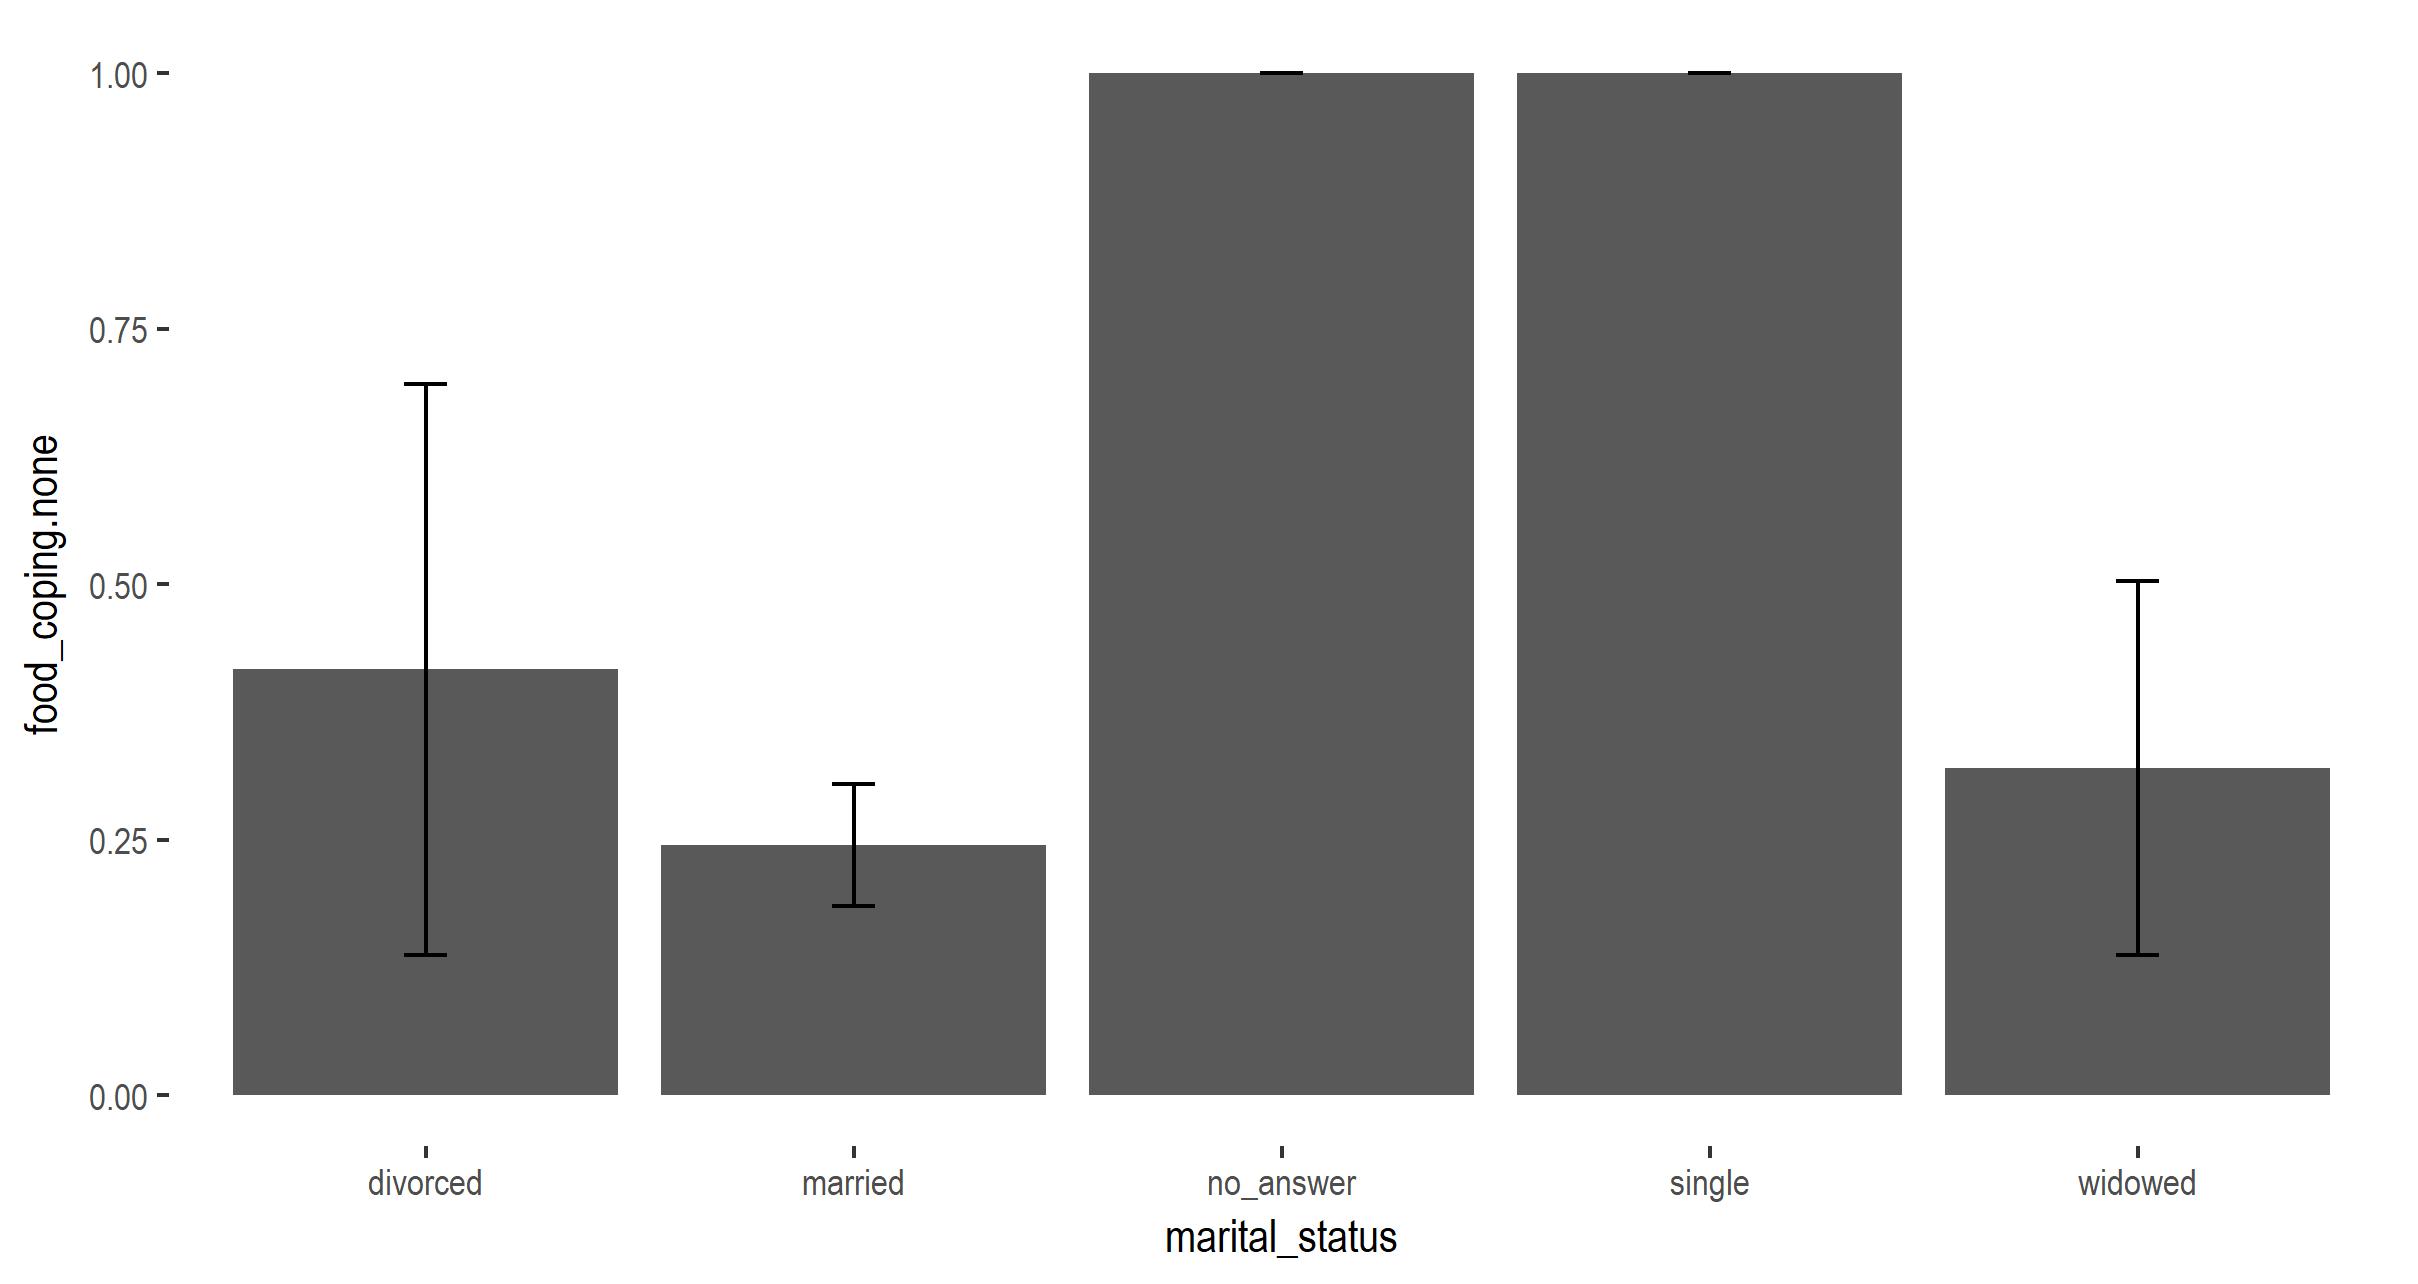 1.00
0.75
0.50
0.25
0.00
food_coping.none
divorced married no_answer single widowed
marital_status